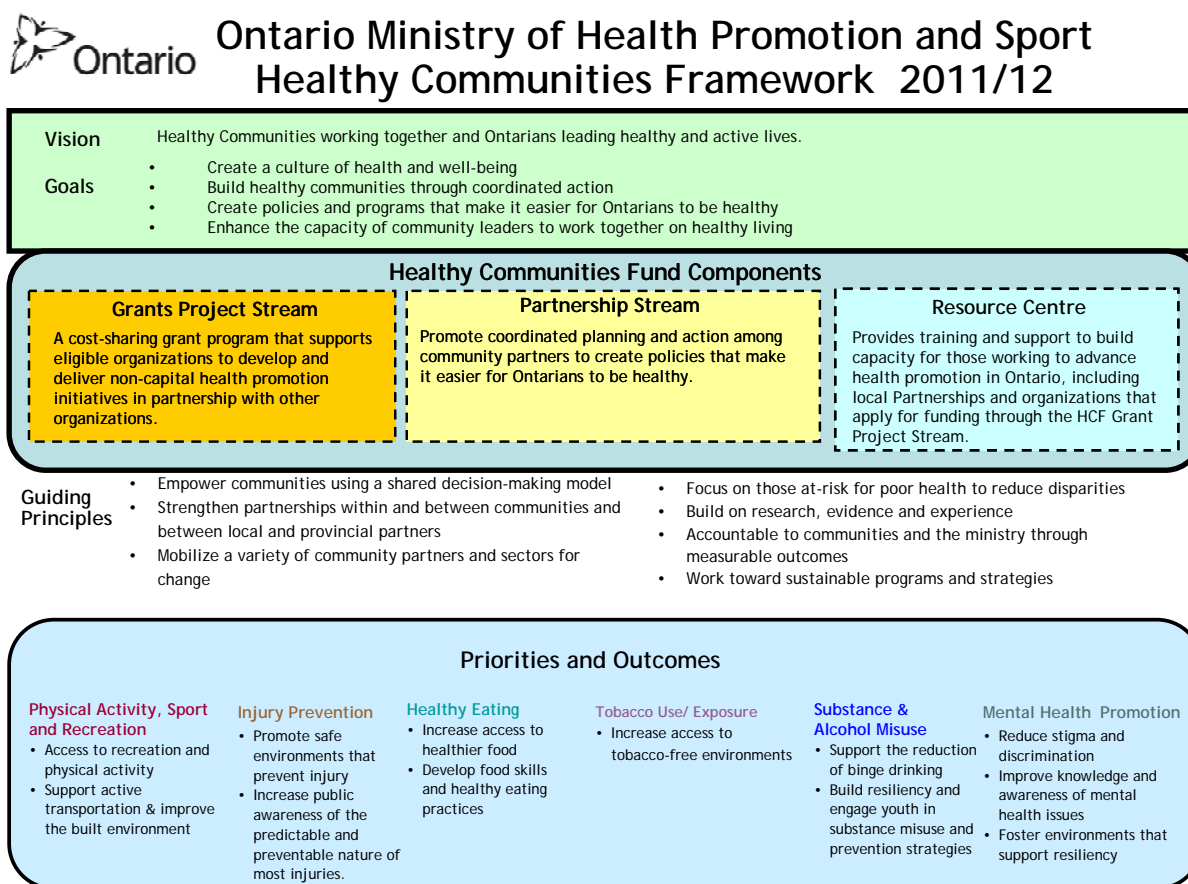 Ontario
Ontario Ministry of Health Promotion and Sport
Healthy Communities Framework 2011/12
Vision
Healthy Communities working together and Ontarians leading healthy and active lives.
Goals
• Create a culture of health and well-being
• Build healthy communities through coordinated action
• Create policies and programs that make it easier for Ontarians to be healthy
• Enhance the capacity of community leaders to work together on healthy living
Healthy Communities Fund Components
Grants Project Stream
A cost-sharing grant program that supports
eligible organizations to develop and
deliver non-capital health promotion
initiatives in partnership with other
organizations.
Partnership Stream
Promote coordinated planning and action among
community partners to create policies that make
it easier for Ontarians to be healthy.
Resource Centre
Provides training and support to build
capacity for those working to advance
health promotion in Ontario, including
local Partnerships and organizations that
apply for funding through the HCF Grant
Project Stream.
Guiding
Principles
• Empower communities using a shared decision-making model
• Strengthen partnerships within and between communities and
between local and provincial partners
• Mobilize a variety of community partners and sectors for
change
• Focus on those at-risk for poor health to reduce disparities
• Build on research, evidence and experience
• Accountable to communities and the ministry through
measurable outcomes
• Work toward sustainable programs and strategies
Priorities and Outcomes
Physical Activity, Sport
and Recreation
• Access to recreation and
physical activity
• Support active
transportation & improve
the built environment
Injury Prevention
• Promote safe
environments that
prevent injury
• Increase public
awareness of the
predictable and
preventable nature of
most injuries.
Healthy Eating
• Increase access to
healthier food
• Develop food skills
and healthy eating
practices
Tobacco Use/ Exposure
• Increase access to
tobacco-free environments
Substance &
Alcohol Misuse
• Support the reduction
of binge drinking
• Build resiliency and
engage youth in
substance misuse and
prevention strategies
Mental Health Promotion
• Reduce stigma and
discrimination
• Improve knowledge and
awareness of mental
health issues
• Foster environments that
support resiliency